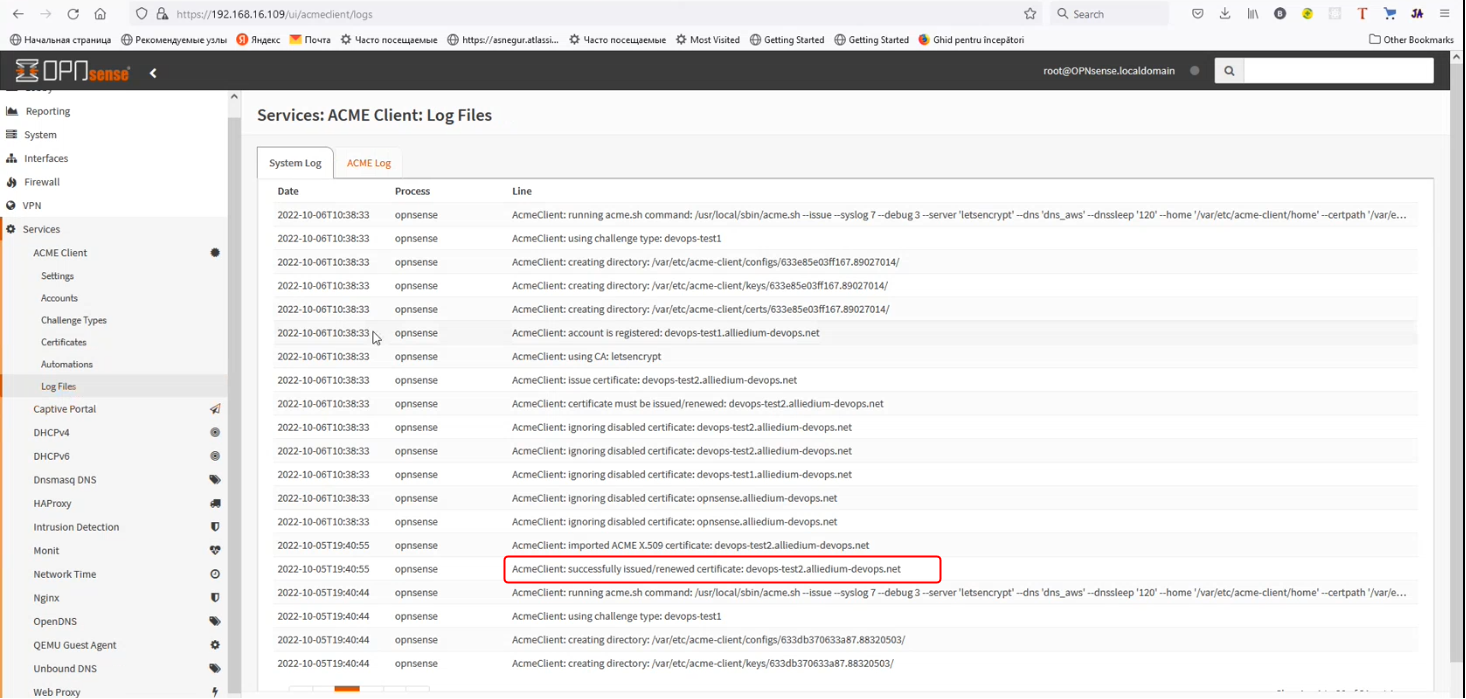 https://192.168.16.109/ui/acmeclient/logs
Search
Начальная страница Рекомендуемые узлы Яндекс Почта Часто посещаемые https://asnegur.atlassi... Часто посещаемые Most Visited Getting Started Getting Started Ghid pentru începători Other Bookmarks
OPNsense root@OPNsense.localdomain
Reporting
System
Interfaces
Firewall
VPN
Services
ACME Client
Settings
Accounts
Challenge Types
Certificates
Automations
Log Files
Captive Portal
DHCPv4
DHCPv6
Dnsmasq DNS
HAProxy
Intrusion Detection
Monit
Network Time
Nginx
OpenDNS
QEMU Guest Agent
Unbound DNS
Web Proxy
Services: ACME Client: Log Files
System Log ACME Log
Date Process Line
2022-10-06T10:38:33 opnsense AcmeClient: running acme.sh command: /usr/local/sbin/acme.sh --issue --syslog 7 --debug 3 --server 'letsencrypt' --dns 'dns_aws' --dnssleep '120' --home '/var/etc/acme-client/home' --certpath '/var/e...
2022-10-06T10:38:33 opnsense AcmeClient: using challenge type: devops-test1
2022-10-06T10:38:33 opnsense AcmeClient: creating directory: /var/etc/acme-client/configs/633e85e03ff167.89027014/
2022-10-06T10:38:33 opnsense AcmeClient: creating directory: /var/etc/acme-client/keys/633e85e03ff167.89027014/
2022-10-06T10:38:33 opnsense AcmeClient: creating directory: /var/etc/acme-client/certs/633e85e03ff167.89027014/
2022-10-06T10:38:33 opnsense AcmeClient: account is registered: devops-test1.alliedium-devops.net
2022-10-06T10:38:33 opnsense AcmeClient: using CA: letsencrypt
2022-10-06T10:38:33 opnsense AcmeClient: issue certificate: devops-test2.alliedium-devops.net
2022-10-06T10:38:33 opnsense AcmeClient: certificate must be issued/renewed: devops-test2.alliedium-devops.net
2022-10-06T10:38:33 opnsense AcmeClient: ignoring disabled certificate: devops-test2.alliedium-devops.net
2022-10-06T10:38:33 opnsense AcmeClient: ignoring disabled certificate: devops-test2.alliedium-devops.net
2022-10-06T10:38:33 opnsense AcmeClient: ignoring disabled certificate: devops-test1.alliedium-devops.net
2022-10-06T10:38:33 opnsense AcmeClient: ignoring disabled certificate: opnsense.alliedium-devops.net
2022-10-06T10:38:33 opnsense AcmeClient: ignoring disabled certificate: opnsense.alliedium-devops.net
2022-10-05T19:40:55 opnsense AcmeClient: imported ACME X.509 certificate: devops-test2.alliedium-devops.net
2022-10-05T19:40:55 opnsense AcmeClient: successfully issued/renewed certificate: devops-test2.alliedium-devops.net
2022-10-05T19:40:44 opnsense AcmeClient: running acme.sh command: /usr/local/sbin/acme.sh --issue --syslog 7 --debug 3 --server 'letsencrypt' --dns 'dns_aws' --dnssleep '120' --home '/var/etc/acme-client/home' --certpath '/var/e...
2022-10-05T19:40:44 opnsense AcmeClient: using challenge type: devops-test1
2022-10-05T19:40:44 opnsense AcmeClient: creating directory: /var/etc/acme-client/configs/633db370633a87.88320503/
2022-10-05T19:40:44 opnsense AcmeClient: creating directory: /var/etc/acme-client/keys/633db370633a87.88320503/